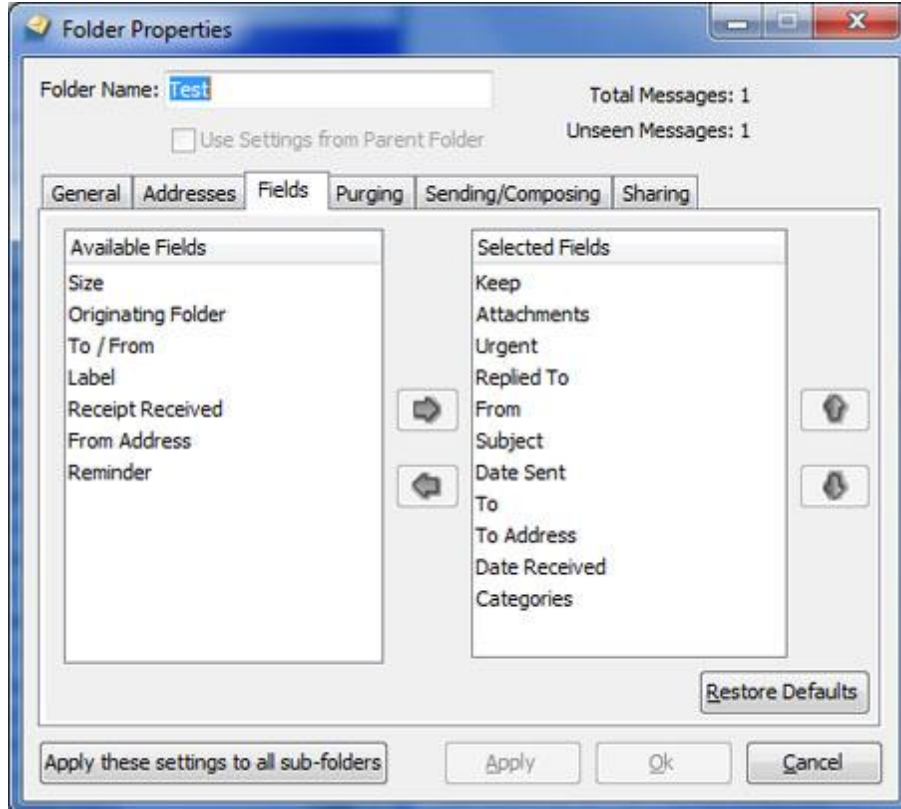 Folder Properties
Folder Name: Test
Total Messages: 1
Use Settings from Parent Folder
Unseen Messages: 1
General Addresses Fields Purging Sending/Composing Sharing
Available Fields
Size
Originating Folder
To / From
Label
Receipt Received
From Address
Reminder
Selected Fields
Keep
Attachments
Urgent
Replied To
From
Subject
Date Sent
To
To Address
Date Received
Categories
Restore Defaults
Apply these settings to all sub-folders Apply Ok Cancel